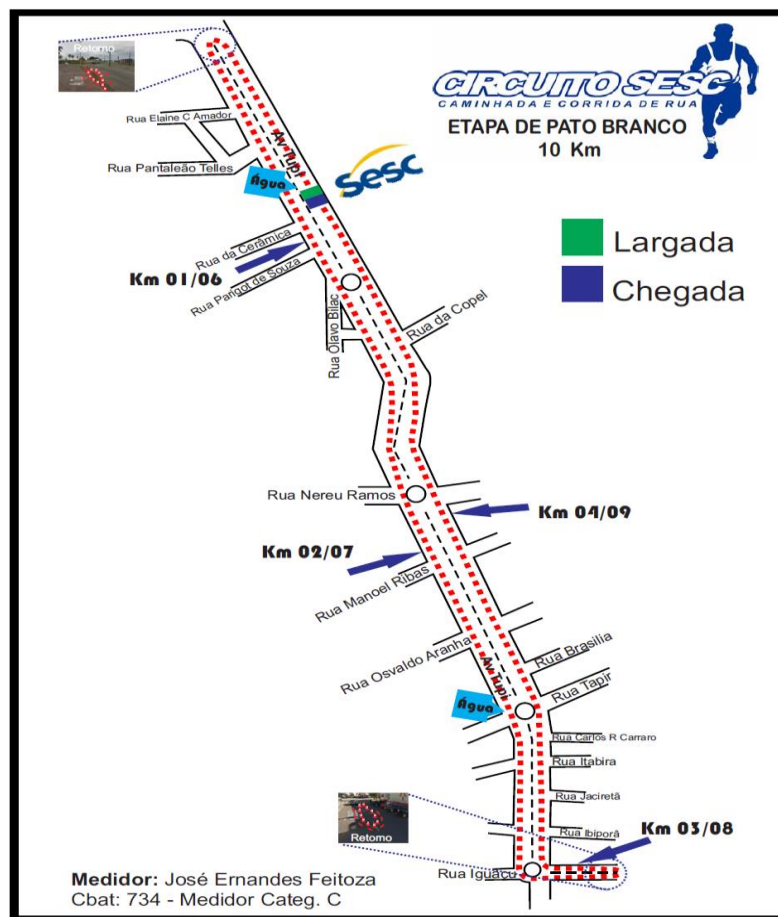 Retorno
CIRCUITO SESC
CAMINHADA E CORRIDA DE RUA
ETAPA DE PATO BRANCO
10 Km
Rua Elaine C Amador
Av Tupi
Rua Pantaleão Telles
Água
sesc
Largada
Chegada
Rua da Cerâmica
Km 01/06
Rua Parigot de Souza
Rua Olavo Bilac
Rua da Copel
Rua Nereu Ramos
Km 04/09
Km 02/07
Rua Manoel Ribas
Rua Osvaldo Aranha
Rua Brasília
Av Tupi
Rua Tapir
Água
Rua Carlos R Carraro
Rua Itabira
Rua Jaciretã
Rua Ibiporã
Retorno
Km 03/08
Rua Iguaçu
Medidor: José Ernandes Feitoza
Cbat: 734 - Medidor Categ. C